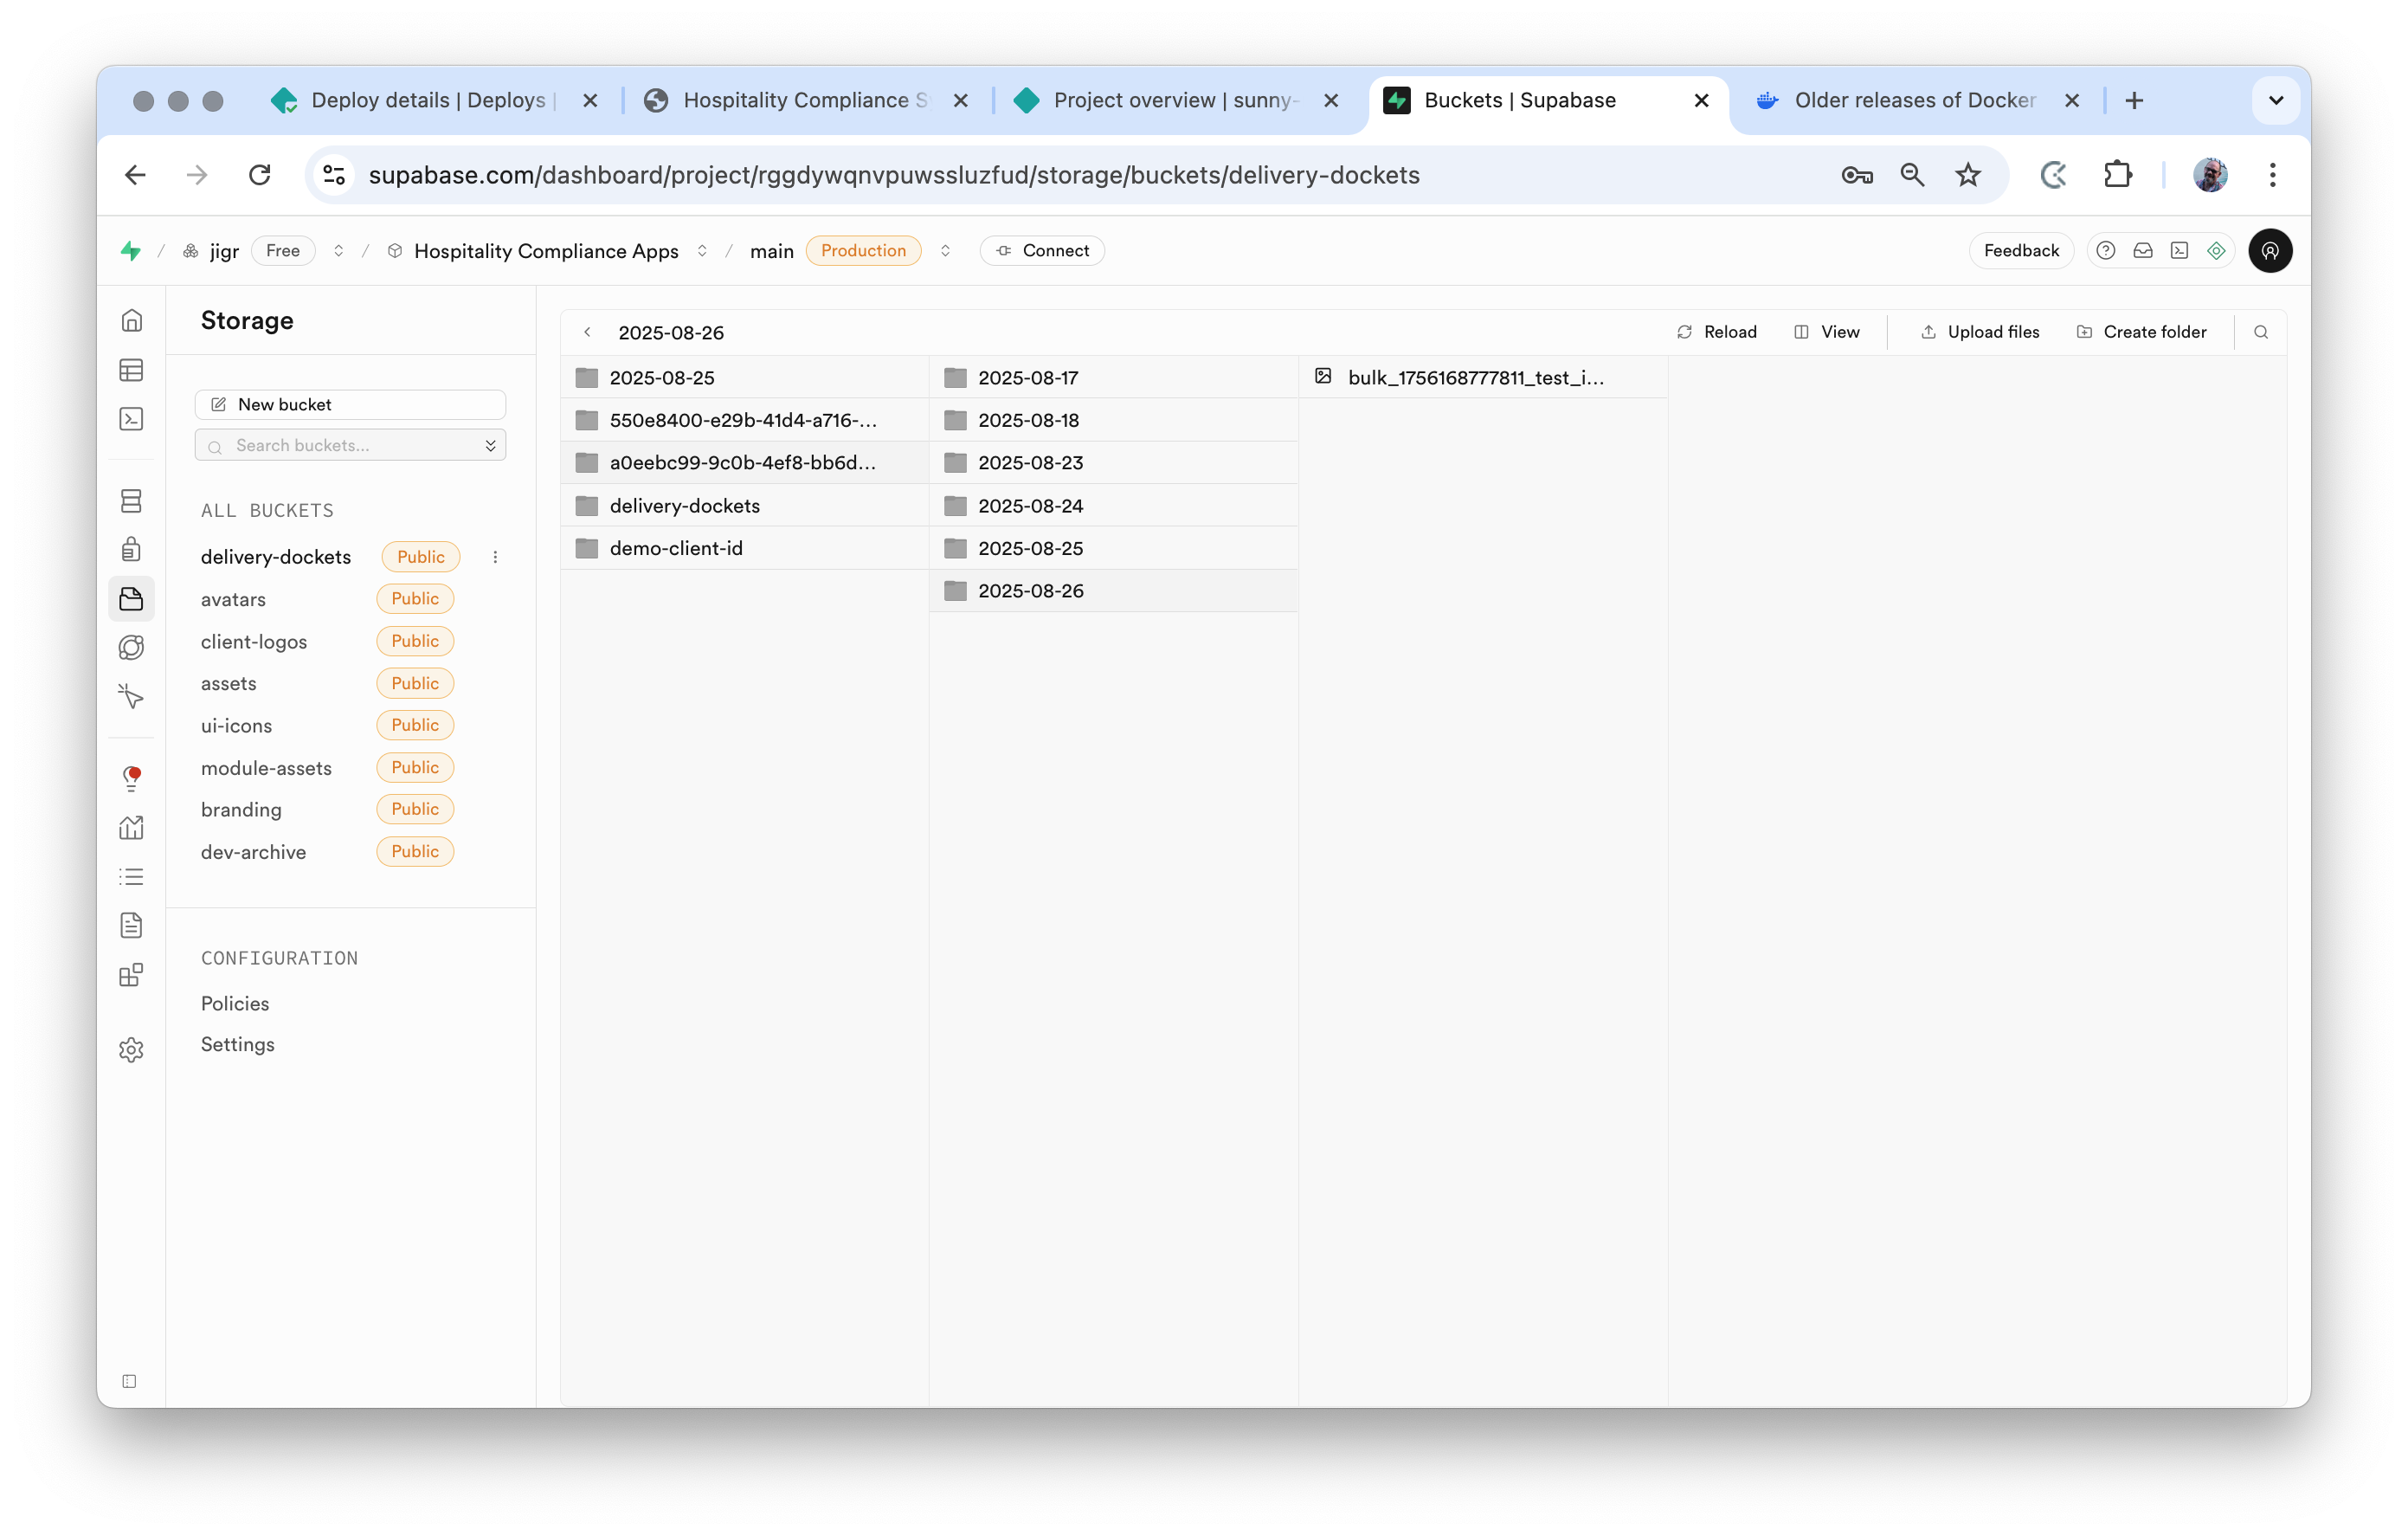 Deploy details | Deploys |
Hospitality Compliance S
Project overview | sunny-
Buckets | Supabase
Older releases of Docker
supabase.com/dashboard/project/rggdywqnvpuwssluzfud/storage/buckets/delivery-dockets
/ jigr Free / Hospitality Compliance Apps / main Production Connect
Feedback
Storage
New bucket
Search buckets...
ALL BUCKETS
delivery-dockets Public
avatars Public
client-logos Public
assets Public
ui-icons Public
module-assets Public
branding Public
dev-archive Public
CONFIGURATION
Policies
Settings
2025-08-26
Reload
View
Upload files
Create folder
2025-08-25
550e8400-e29b-41d4-a716-...
a0eebc99-9c0b-4ef8-bb6d...
delivery-dockets
demo-client-id
2025-08-17
2025-08-18
2025-08-23
2025-08-24
2025-08-25
2025-08-26
bulk_1756168777811_test_i...